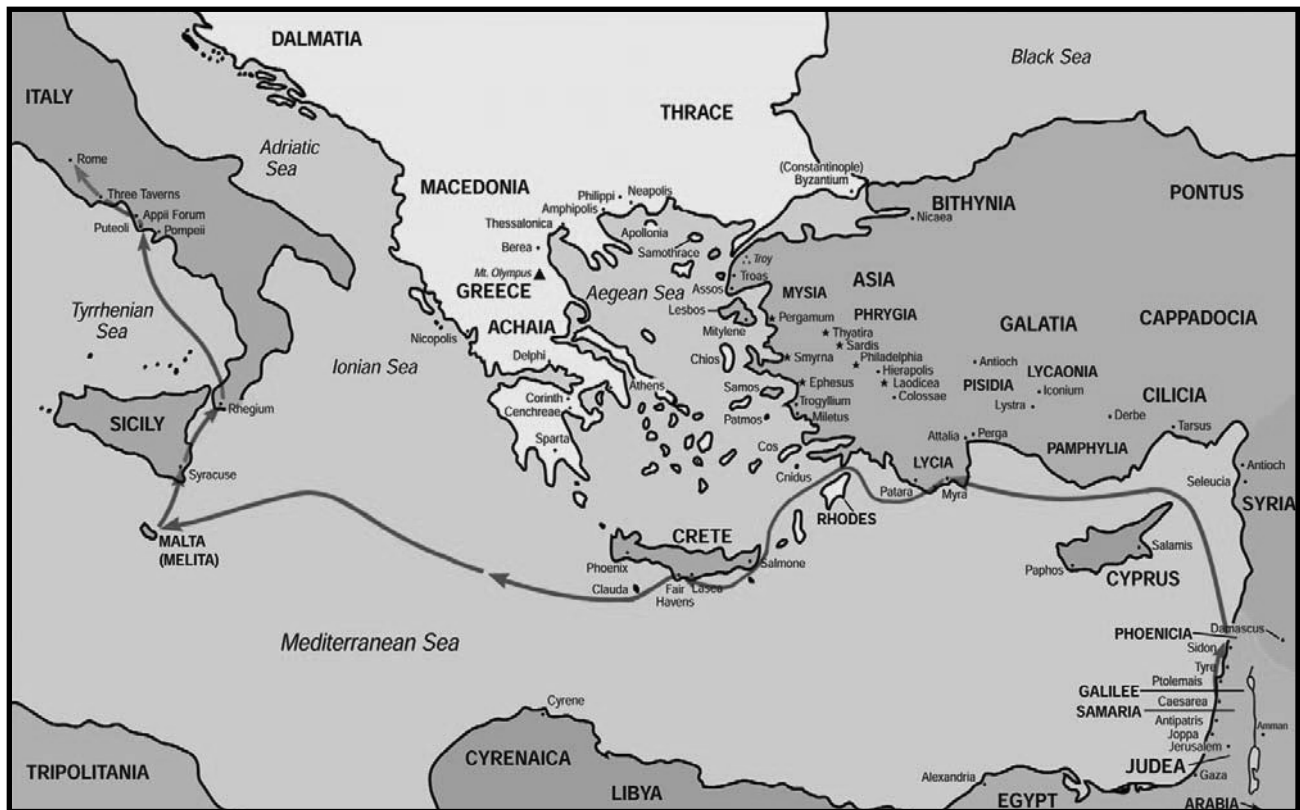 DALMATIA
Black Sea
ITALY
THRACE
Adriatic
Sea
Rome
(Constantinople)
Byzantium
MACEDONIA
Philippi
Neapolis
Amphipolis
BITHYNIA
PONTUS
Three Taverns
Appii Forum
Puteoli
Pompeii
Thessalonica
Apollonia
Nicaea
Berea
Samothrace
Mt. Olympus
Troy
Troas
ASIA
GREECE
Aegean Sea
Assos
MYSIA
Tyrrhenian
Sea
Lesbos
Pergamum
PHRYGIA
GALATIA
CAPPADOCIA
Nicopolis
ACHAIA
Mitylene
Thyatira
Sardis
Ionian Sea
Delphi
Chios
Smyrna
Philadelphia
Antioch
Hierapolis
LYCAONIA
Athens
Samos
Ephesus
Laodicea
PISIDIA
Iconium
CILICIA
Rhegium
Corinth
Cenchreae
Trogyllium
Colossae
Lystra
SICILY
Patmos
Miletus
Derbe
Tarsus
Sparta
Cos
Attalia
Perga
PAMPHYLIA
Syracuse
Cnidus
LYCIA
Antioch
Seleucia
Patara
Myra
SYRIA
RHODES
MALTA
(MELITA)
CRETE
Phoenix
Salmone
Salamis
Clauda
Fair
Havens
Lasea
Paphos
CYPRUS
Mediterranean Sea
PHOENICIA
Damascus
Sidon
Tyre
Ptolemais
GALILEE
Caesarea
SAMARIA
Cyrene
Antipatris
Joppa
Amman
Jerusalem
CYRENAICA
JUDEA
TRIPOLITANIA
Alexandria
Gaza
LIBYA
EGYPT
ARABIA